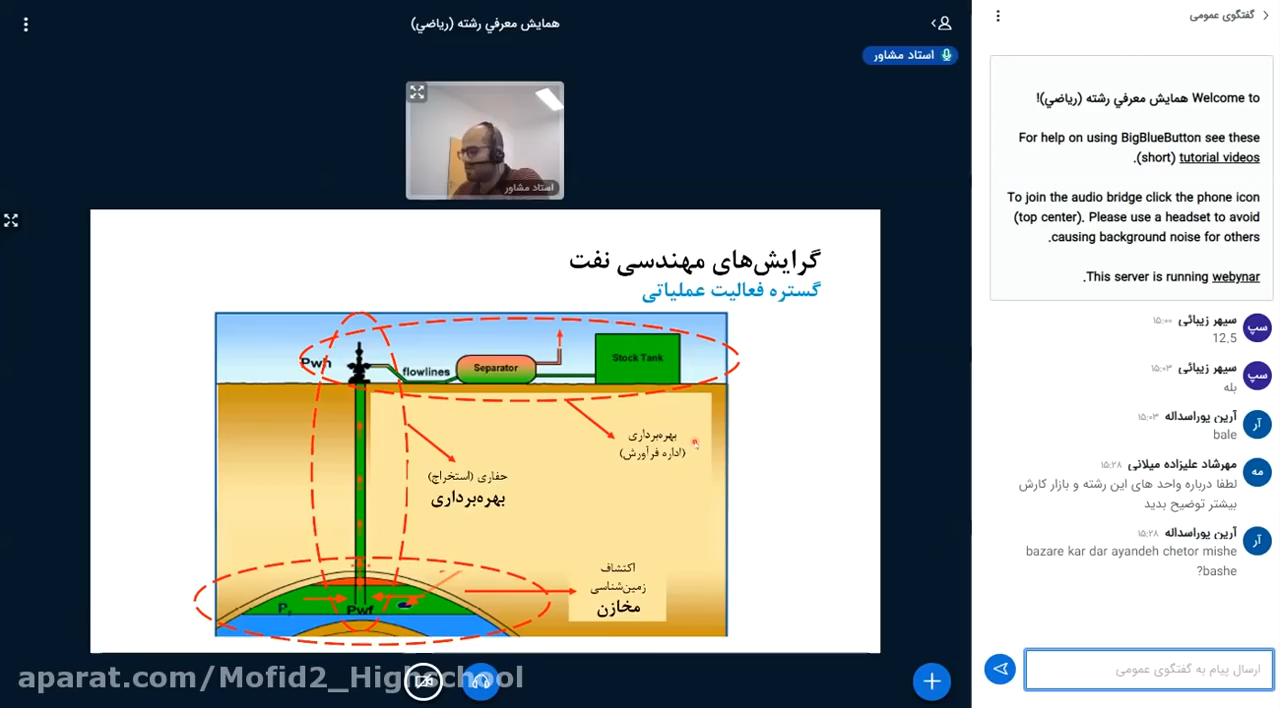 همایش معرفي رشته (رياضي)
استاد مشاور
استاد مشاور
گرایش‌های مهندسی نفت
گستره فعالیت عملیاتی
Pwh
flowlines
Separator
Stock Tank
بهره‌برداری
(اداره فرآورش)
حفاری (استخراج)
بهره‌برداری
اکتشاف
زمین‌شناسی
مخازن
Pwf
aparat.com/Mofid2_Highschool
گفتگوی عمومی
Welcome to همایش معرفي رشته (رياضي)!
For help on using BigBlueButton see these
(short) tutorial videos.
To join the audio bridge click the phone icon
(top center). Please use a headset to avoid
causing background noise for others.
This server is running webynar.
سپ
سپهر زیبائی ۱۵:۰۰
12.5
سپ
سپهر زیبائی ۱۵:۰۳
بله
آر
آرین پوراسداله ۱۵:۰۳
bale
مه
مهرشاد علیزاده میلانی ۱۵:۲۸
لطفا درباره واحد های این رشته و بازار کارش
بیشتر توضیح بدید
آر
آرین پوراسداله ۱۵:۲۸
bazare kar dar ayandeh chetor mishe
bashe?
ارسال پیام به گفتگوی عمومی